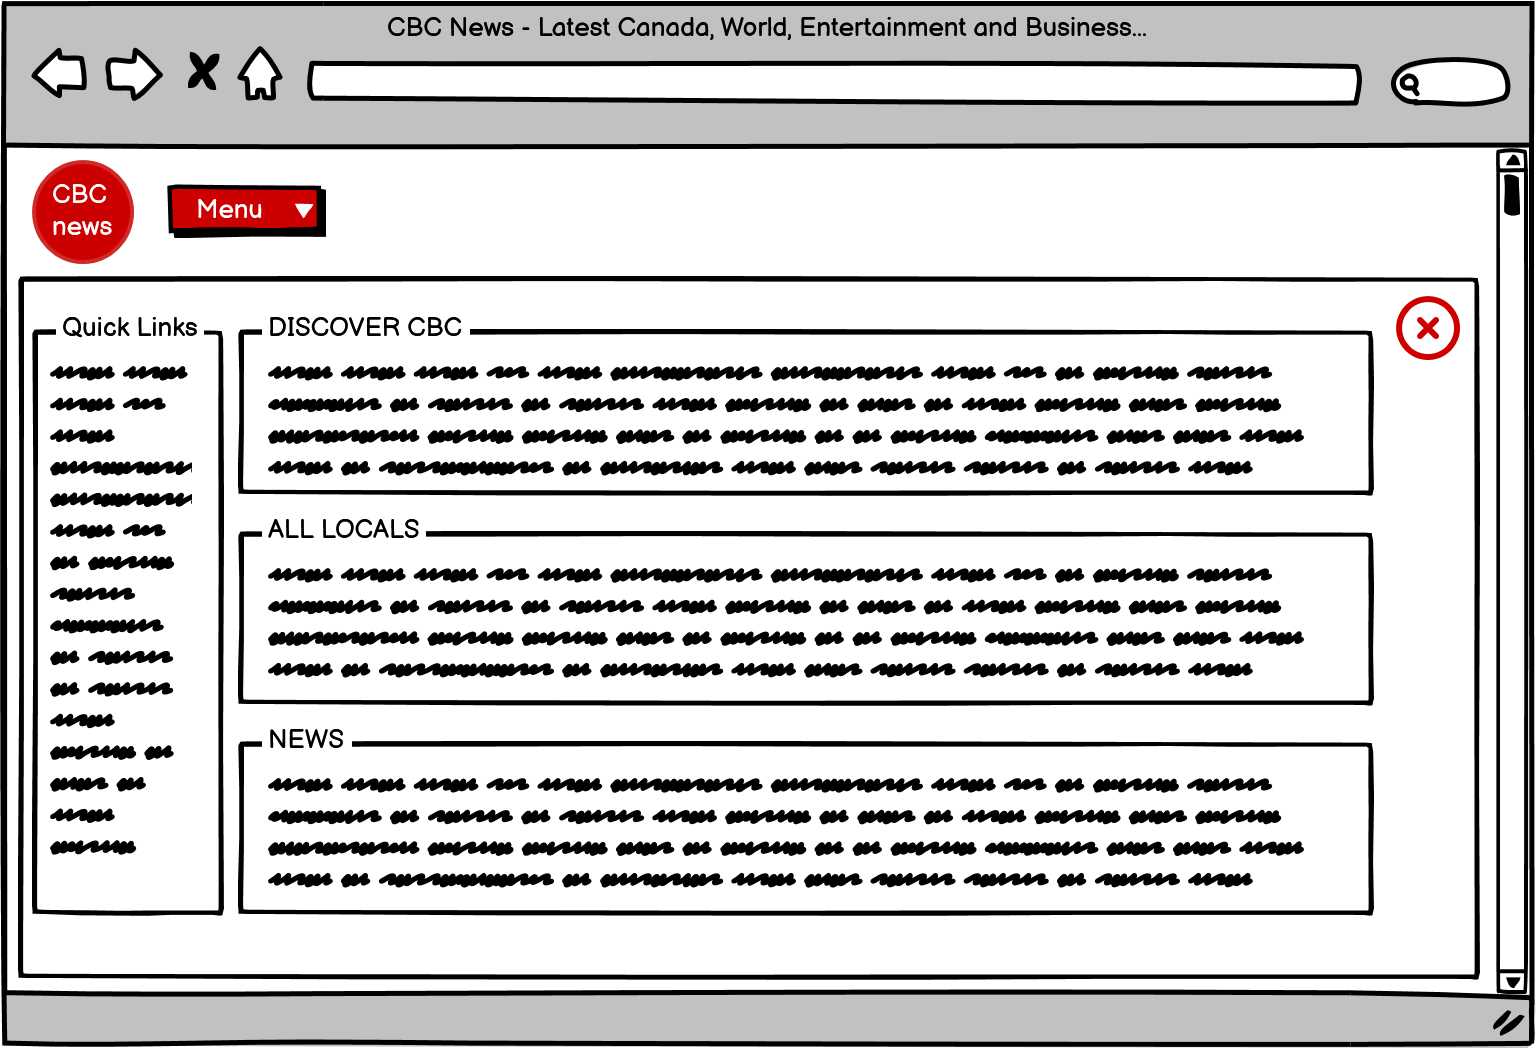 CBC News - Latest Canada, World, Entertainment and Business...
CBC
news
Menu
Quick Links
DISCOVER CBC
ALL LOCALS
NEWS